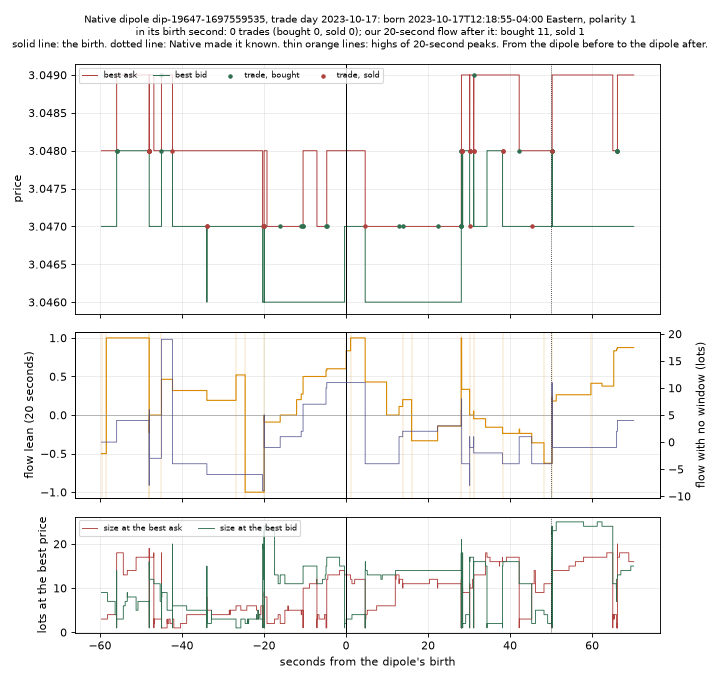 Native dipole dip-19647-1697559535, trade day 2023-10-17: born 2023-10-17T12:18:55-04:00 Eastern, polarity 1
in its birth second: 0 trades (bought 0, sold 0); our 20-second flow after it: bought 11, sold 1
solid line: the birth. dotted line: Native made it known. thin orange lines: highs of 20-second peaks. From the dipole before to the dipole after.
best ask
best bid
trade, bought
trade, sold
3.0490
3.0485
3.0480
3.0475
3.0470
3.0465
3.0460
price
1.0
0.5
0.0
−0.5
−1.0
flow lean (20 seconds)
20
15
10
5
0
−5
−10
flow with no window (lots)
size at the best ask
size at the best bid
20
10
0
lots at the best price
−60
−40
−20
0
20
40
60
seconds from the dipole's birth